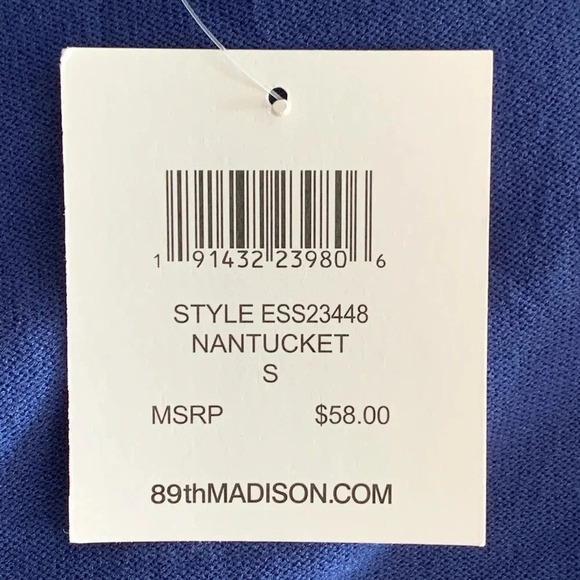 1 91432 23980 6
STYLE ESS23448
NANTUCKET
S
MSRP $58.00
89thMADISON.COM